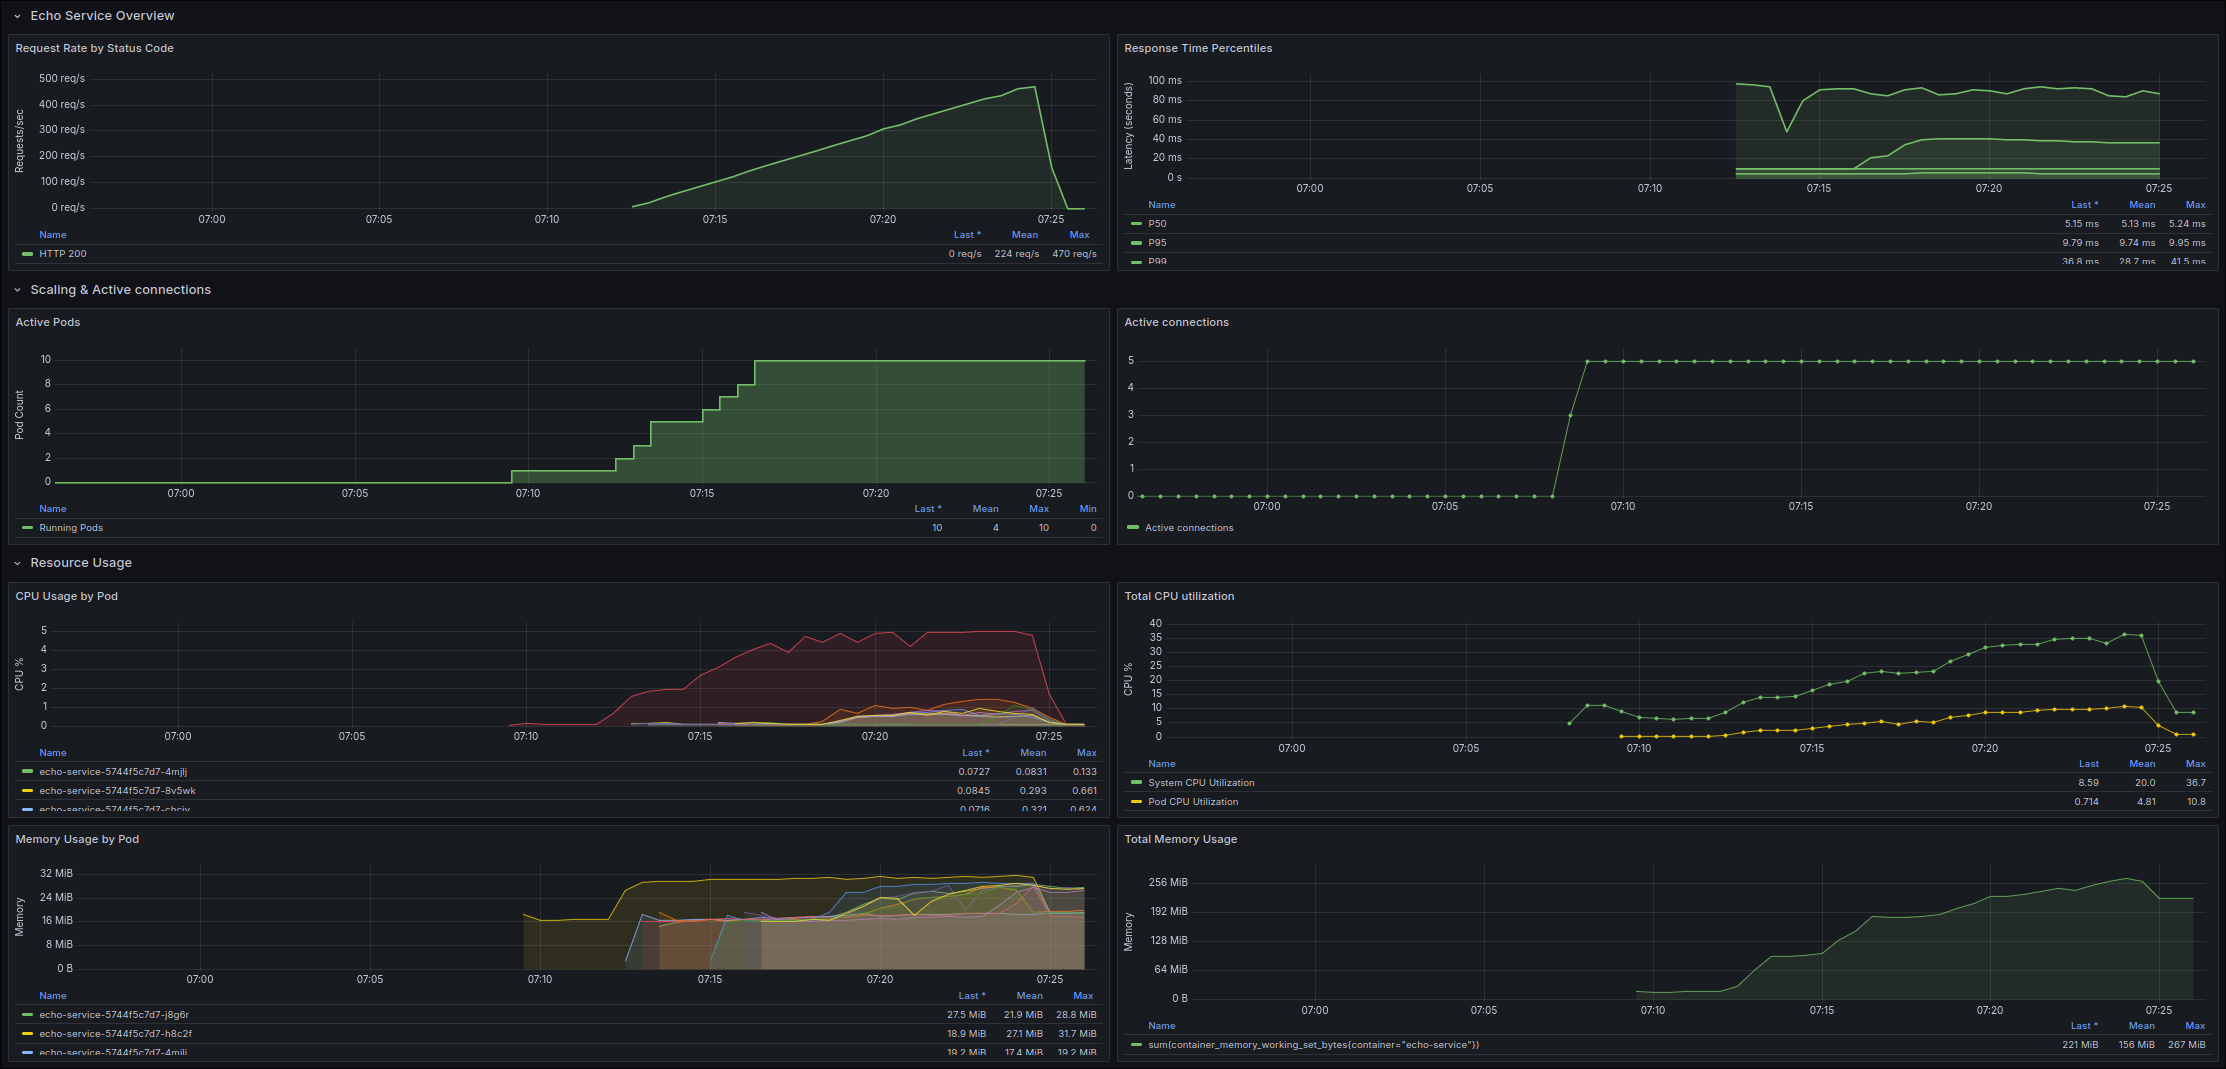 Echo Service Overview
Request Rate by Status Code
Requests/sec
500 req/s
400 req/s
300 req/s
200 req/s
100 req/s
0 req/s
07:00 07:05 07:10 07:15 07:20 07:25
Name Last * Mean Max
HTTP 200 0 req/s 224 req/s 470 req/s
Response Time Percentiles
Latency (seconds)
100 ms
80 ms
60 ms
40 ms
20 ms
0 s
07:00 07:05 07:10 07:15 07:20 07:25
Name Last * Mean Max
P50 5.15 ms 5.13 ms 5.24 ms
P95 9.79 ms 9.74 ms 9.95 ms
P99 36.8 ms 28.7 ms 41.5 ms
Scaling & Active connections
Active Pods
Pod Count
10
8
6
4
2
0
07:00 07:05 07:10 07:15 07:20 07:25
Name Last * Mean Max Min
Running Pods 10 4 10 0
Active connections
5
4
3
2
1
0
07:00 07:05 07:10 07:15 07:20 07:25
Active connections
Resource Usage
CPU Usage by Pod
CPU %
5
4
3
2
1
0
07:00 07:05 07:10 07:15 07:20 07:25
Name Last * Mean Max
echo-service-5744f5c7d7-4mjlj 0.0727 0.0831 0.133
echo-service-5744f5c7d7-8v5wk 0.0845 0.293 0.661
0.0716 0.321 0.624
Total CPU utilization
CPU %
40
35
30
25
20
15
10
5
0
07:00 07:05 07:10 07:15 07:20 07:25
Name Last Mean Max
System CPU Utilization 8.59 20.0 36.7
Pod CPU Utilization 0.714 4.81 10.8
Memory Usage by Pod
Memory
32 MiB
24 MiB
16 MiB
8 MiB
0 B
07:00 07:05 07:10 07:15 07:20 07:25
Name Last * Mean Max
echo-service-5744f5c7d7-j8g6r 27.5 MiB 21.9 MiB 28.8 MiB
echo-service-5744f5c7d7-h8c2f 18.9 MiB 27.1 MiB 31.7 MiB
echo-service-5744f5c7d7-4mjlj 19.2 MiB 17.4 MiB 19.2 MiB
Total Memory Usage
Memory
256 MiB
192 MiB
128 MiB
64 MiB
0 B
07:00 07:05 07:10 07:15 07:20 07:25
Name Last * Mean Max
sum(container_memory_working_set_bytes{container="echo-service"}) 221 MiB 156 MiB 267 MiB